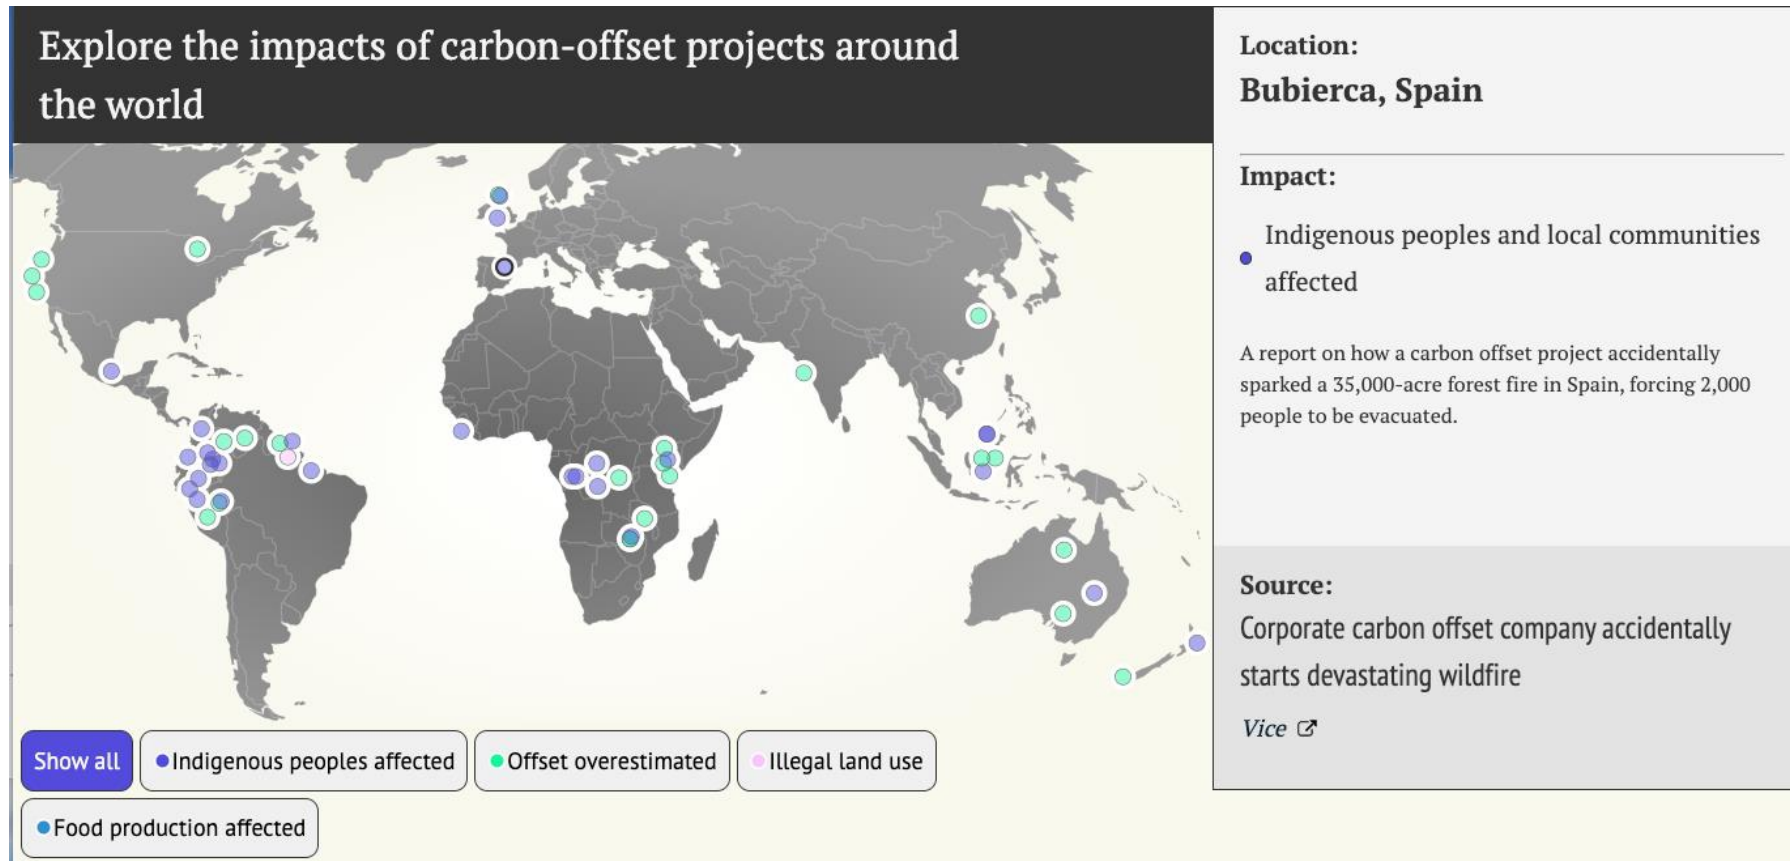 Explore the impacts of carbon-offset projects around
the world
Location:
Bubierca, Spain
Impact:
Indigenous peoples and local communities
affected
A report on how a carbon offset project accidentally
sparked a 35,000-acre forest fire in Spain, forcing 2,000
people to be evacuated.
Source:
Corporate carbon offset company accidentally
starts devastating wildfire
Vice
Show all
Indigenous peoples affected
Offset overestimated
Illegal land use
Food production affected